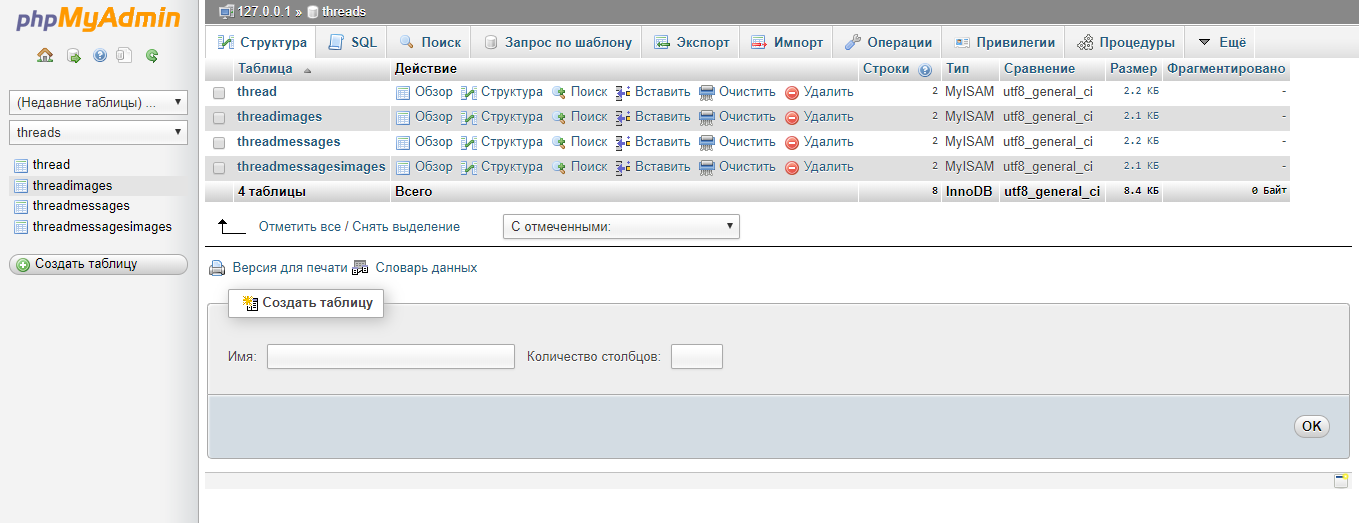 phpMyAdmin
(Недавние таблицы) ...
threads
thread
threadimages
threadmessages
threadmessagesimages
Создать таблицу
127.0.0.1 » threads
Структура SQL Поиск Запрос по шаблону Экспорт Импорт Операции Привилегии Процедуры Ещё
Таблица Действие Строки Тип Сравнение Размер Фрагментировано
thread Обзор Структура Поиск Вставить Очистить Удалить 2 MyISAM utf8_general_ci 2.2 КБ -
threadimages Обзор Структура Поиск Вставить Очистить Удалить 2 MyISAM utf8_general_ci 2.1 КБ -
threadmessages Обзор Структура Поиск Вставить Очистить Удалить 2 MyISAM utf8_general_ci 2.2 КБ -
threadmessagesimages Обзор Структура Поиск Вставить Очистить Удалить 2 MyISAM utf8_general_ci 2.1 КБ -
4 таблицы Всего 8 InnoDB utf8_general_ci 8.4 КБ 0 Байт
Отметить все / Снять выделение С отмеченными:
Версия для печати Словарь данных
Создать таблицу
Имя: Количество столбцов:
OK